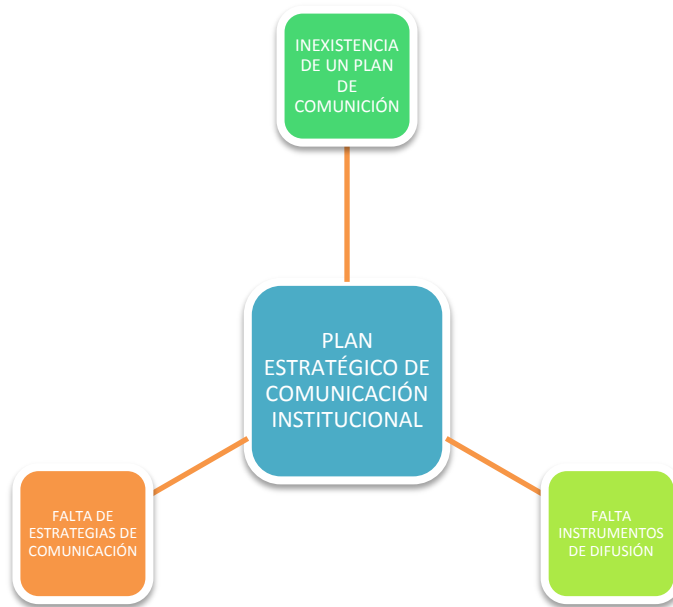 INEXISTENCIA
DE UN PLAN
DE
COMUNICIÓN
PLAN
ESTRATÉGICO DE
COMUNICACIÓN
INSTITUCIONAL
FALTA DE
ESTRATEGIAS DE
COMUNICACIÓN
FALTA
INSTRUMENTOS
DE DIFUSIÓN